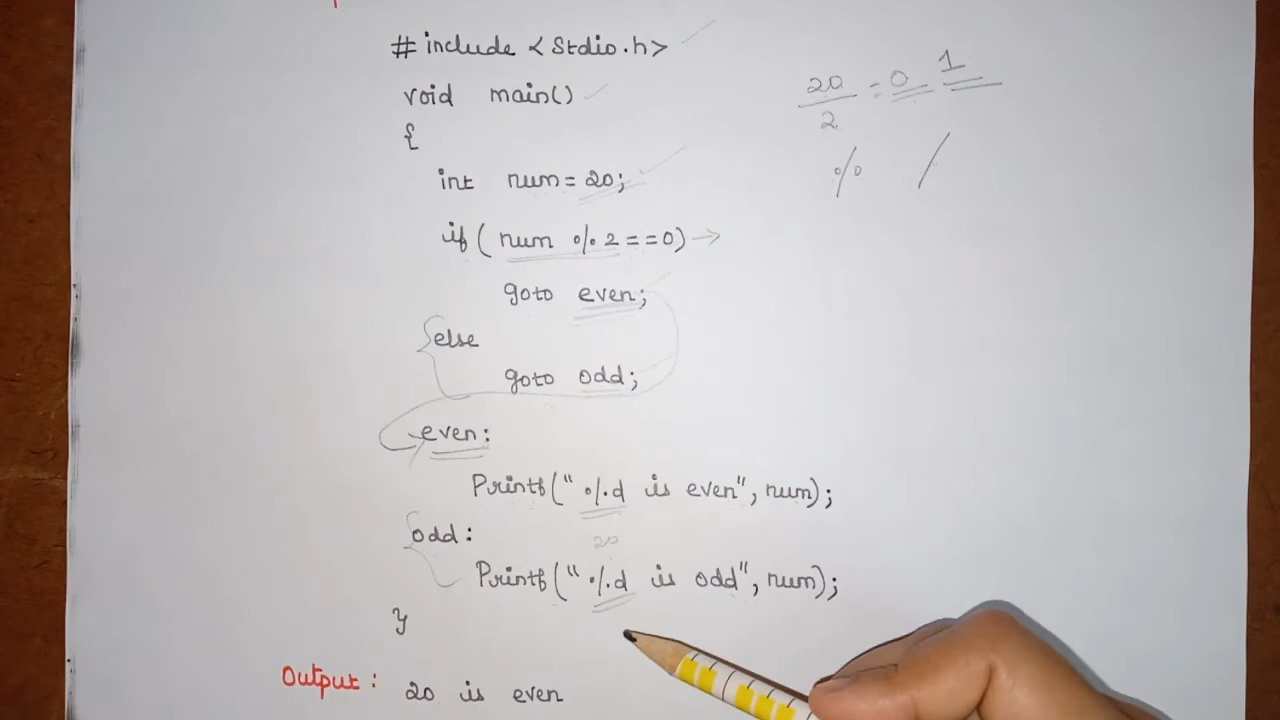 #include <Stdio.h>
void main()
{
int num=20;
if(num %2==0)
goto even;
else
goto odd;
even:
Printf("%d is even",num);
odd:
20
Printf("%d is odd",num);
}
Output: 20 is even
20
2
= 0 1
% /